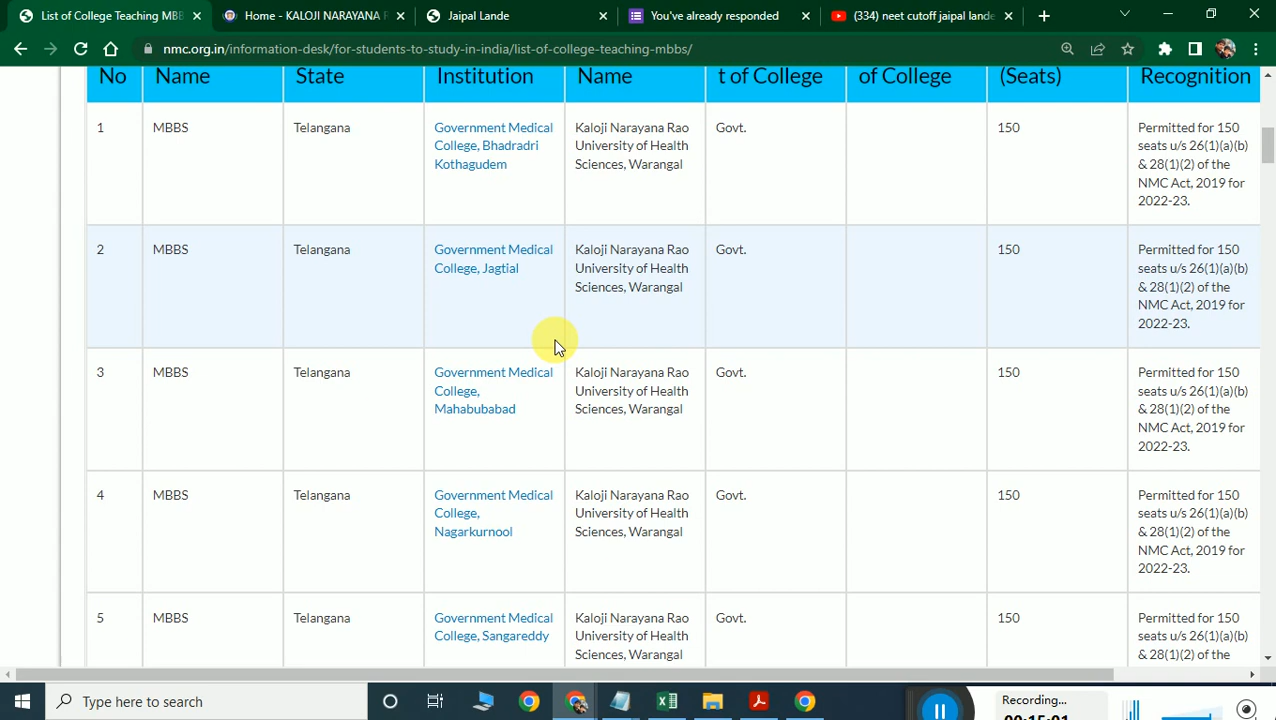 List of College Teaching MBB
Home - KALOJI NARAYANA R
Jaipal Lande
You've already responded
(334) neet cutoff jaipal lande
nmc.org.in/information-desk/for-students-to-study-in-india/list-of-college-teaching-mbbs/
No Name State Institution Name t of College of College (Seats) Recognition
1 MBBS Telangana Government Medical Kaloji Narayana Rao Govt. 150 Permitted for 150
College, Bhadradri University of Health seats u/s 26(1)(a)(b)
Kothagudem Sciences, Warangal & 28(1)(2) of the
NMC Act, 2019 for
2022-23.
2 MBBS Telangana Government Medical Kaloji Narayana Rao Govt. 150 Permitted for 150
College, Jagtial University of Health seats u/s 26(1)(a)(b)
Sciences, Warangal & 28(1)(2) of the
NMC Act, 2019 for
2022-23.
3 MBBS Telangana Government Medical Kaloji Narayana Rao Govt. 150 Permitted for 150
College, University of Health seats u/s 26(1)(a)(b)
Mahabubabad Sciences, Warangal & 28(1)(2) of the
NMC Act, 2019 for
2022-23.
4 MBBS Telangana Government Medical Kaloji Narayana Rao Govt. 150 Permitted for 150
College, University of Health seats u/s 26(1)(a)(b)
Nagarkurnool Sciences, Warangal & 28(1)(2) of the
NMC Act, 2019 for
2022-23.
5 MBBS Telangana Government Medical Kaloji Narayana Rao Govt. 150 Permitted for 150
College, Sangareddy University of Health seats u/s 26(1)(a)(b)
Sciences, Warangal & 28(1)(2) of the
Type here to search
Recording...
00:15:01